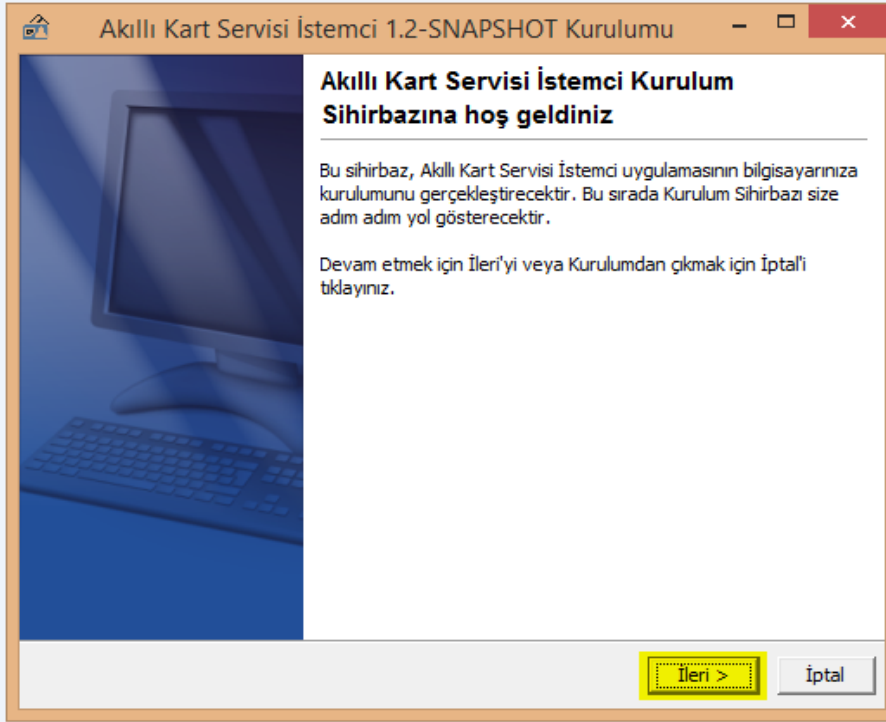 Akıllı Kart Servisi İstemci 1.2-SNAPSHOT Kurulumu
Akıllı Kart Servisi İstemci Kurulum
Sihirbazına hoş geldiniz
Bu sihirbaz, Akıllı Kart Servisi İstemci uygulamasının bilgisayarınıza
kurulumunu gerçekleştirecektir. Bu sırada Kurulum Sihirbazı size
adım adım yol gösterecektir.
Devam etmek için İleri'yi veya Kurulumdan çıkmak için İptal'i
tıklayınız.
İleri >
İptal